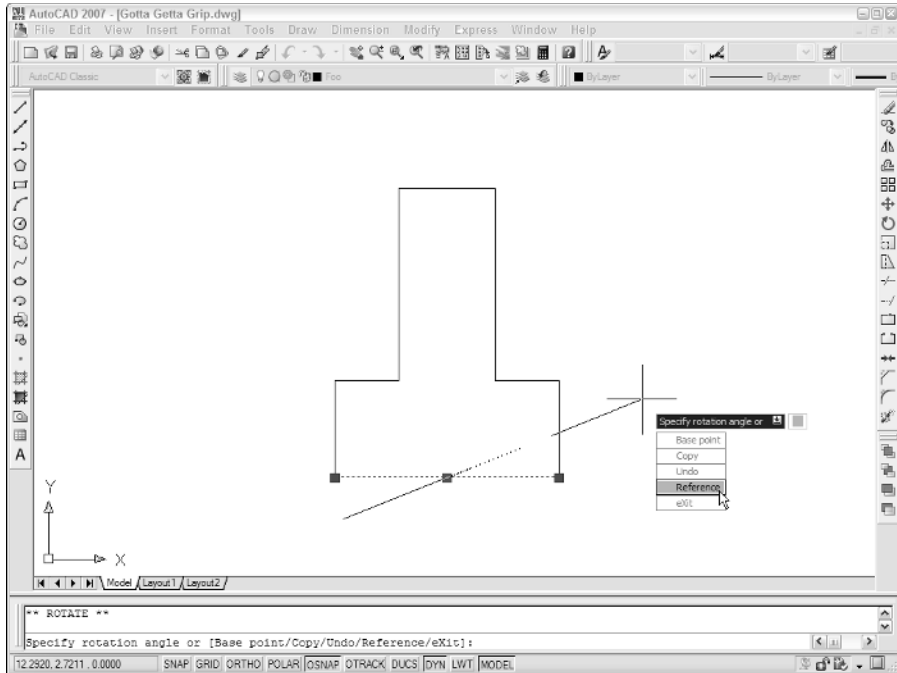 AutoCAD 2007 - [Gotta Getta Grip.dwg]
File Edit View Insert Format Tools Draw Dimension Modify Express Window Help
AutoCAD Classic
Foo
ByLayer
ByLayer
A
Specify rotation angle or
Base point
Copy
Undo
Reference
eXit
Y
X
Model Layout1 Layout2
** ROTATE **
Specify rotation angle or [Base point/Copy/Undo/Reference/eXit]:
12.2920, 2.7211 , 0.0000 SNAP GRID ORTHO POLAR OSNAP OTRACK DUCS DYN LWT MODEL